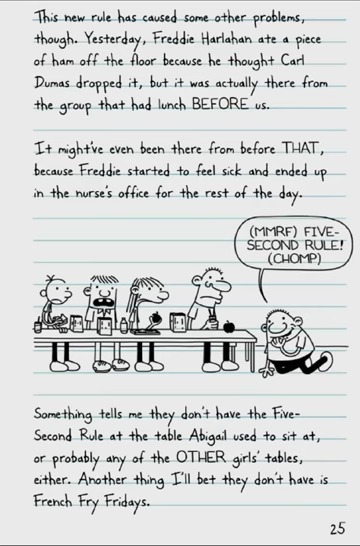 This new rule has caused some other problems,
though. Yesterday, Freddie Harlahan ate a piece
of ham off the floor because he thought Carl
Dumas dropped it, but it was actually there from
the group that had lunch BEFORE us.
It might've even been there from before THAT,
because Freddie started to feel sick and ended up
in the nurse's office for the rest of the day.
(MMRF) FIVE-
SECOND RULE!
(CHOMP)
Something tells me they don't have the Five-
Second Rule at the table Abigail used to sit at,
or probably any of the OTHER girls' tables,
either. Another thing I'll bet they don't have is
French Fry Fridays.
25